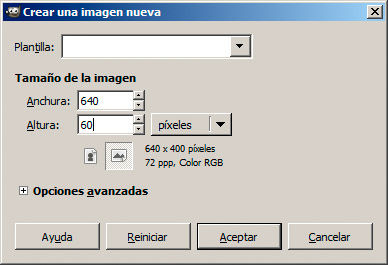 Crear una imagen nueva
Plantilla:
Tamaño de la imagen
Anchura: 640
Altura: 60 píxeles
640 x 400 píxeles
72 ppp, Color RGB
Opciones avanzadas
Ayuda Reiniciar Aceptar Cancelar